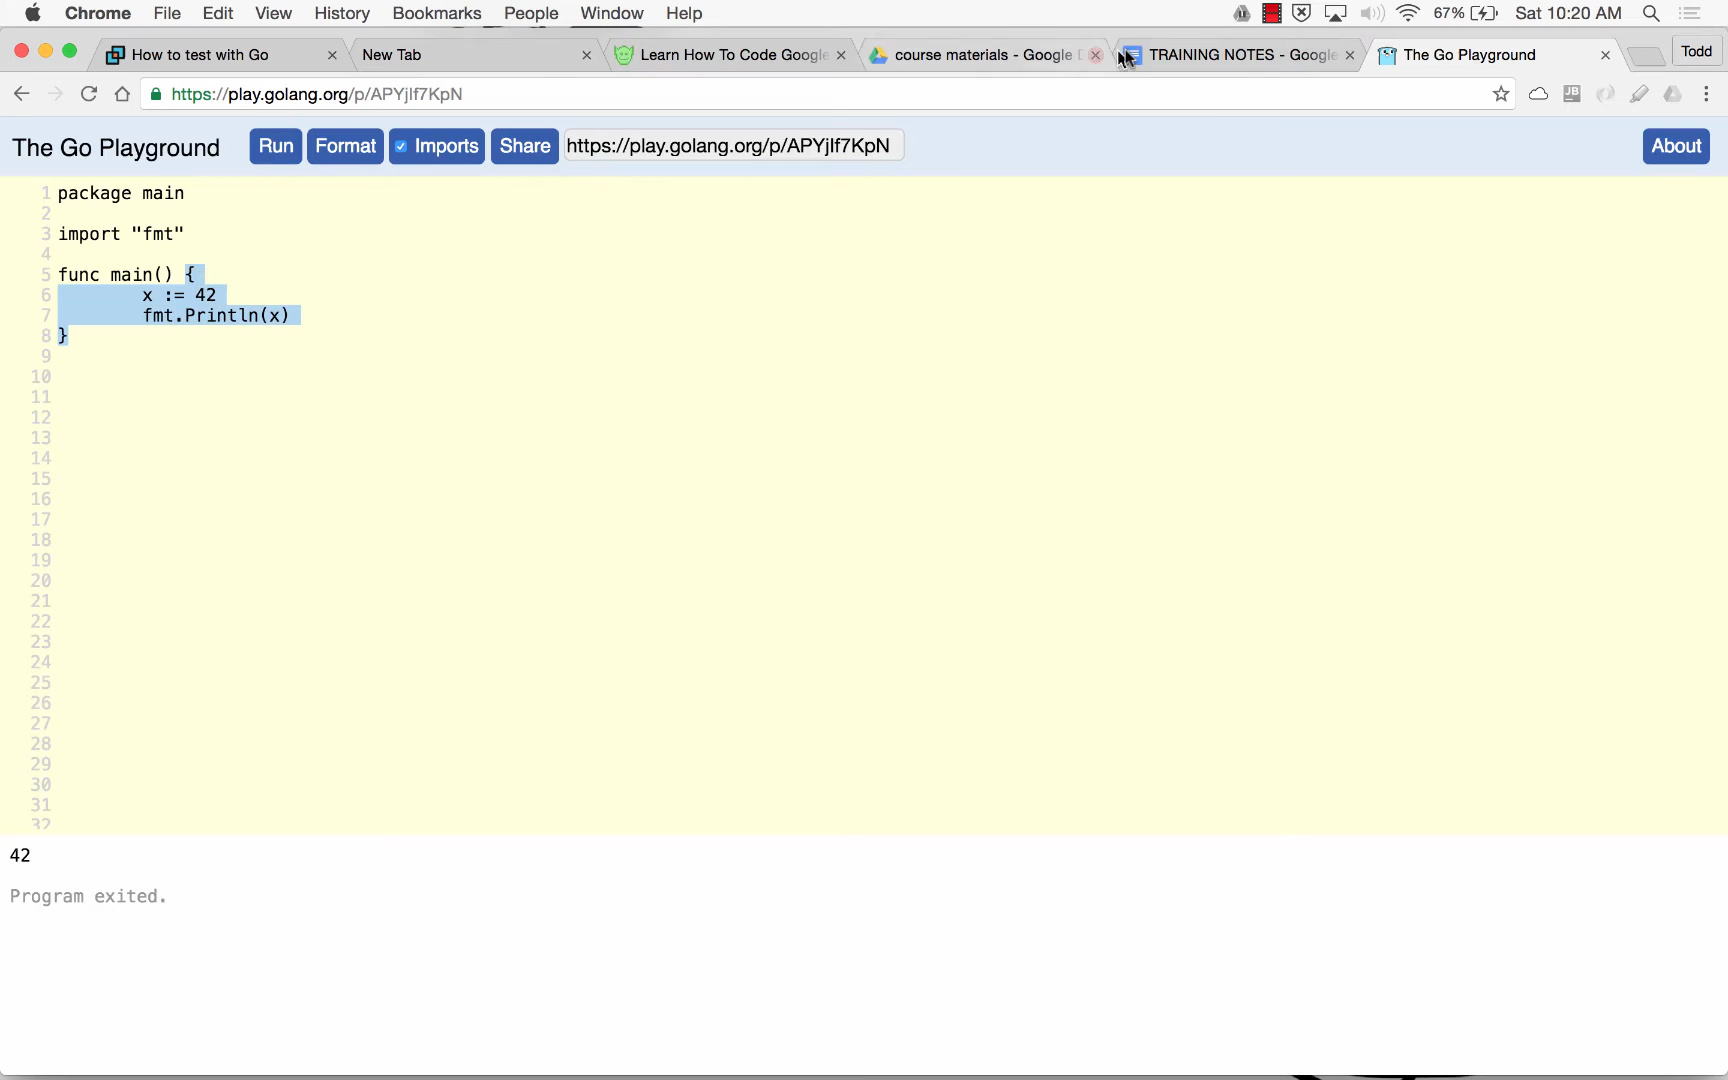 Chrome File Edit View History Bookmarks People Window Help 67% Sat 10:20 AM
How to test with Go New Tab Learn How To Code Google course materials - Google TRAINING NOTES - Google The Go Playground Todd
https://play.golang.org/p/APYjlf7KpN JB
The Go Playground Run Format Imports Share https://play.golang.org/p/APYjlf7KpN About
1 package main
2
3 import "fmt"
4
5 func main() {
6 x := 42
7 fmt.Println(x)
8 }
9
10
11
12
13
14
15
16
17
18
19
20
21
22
23
24
25
26
27
28
29
30
31
32
42
Program exited.